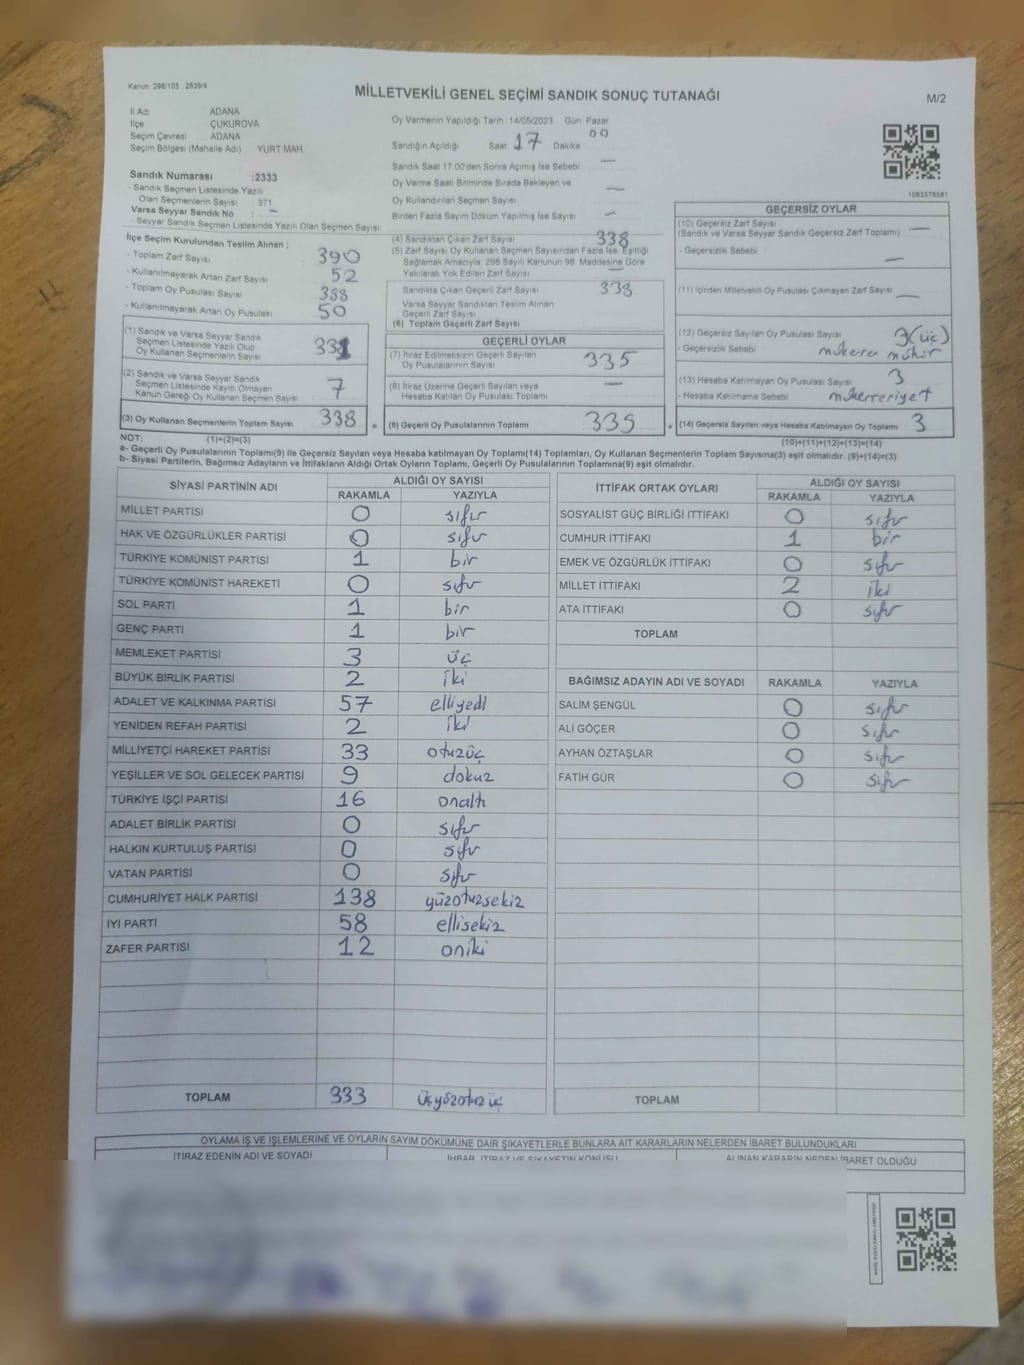 Kanun: 298/105 , 2839/4
MİLLETVEKİLİ GENEL SEÇİMİ SANDIK SONUÇ TUTANAĞI
M/2
İl Adı ADANA
İlçe ÇUKUROVA
Seçim Çevresi ADANA
Seçim Bölgesi (Mahalle Adı) YURT MAH.
Oy Vermenin Yapıldığı Tarih :14/05/2023 Gün Pazar
Sandığın Açıldığı Saat 17 Dakika 00
Sandık Saat 17:00'den Sonra Açılmış İse Sebebi —
Oy Verme Saati Bitiminde Sırada Bekleyen ve
Oy Kullandırılan Seçmen Sayısı —
Birden Fazla Sayım Döküm Yapılmış İse Sayısı —
1083578581
Sandık Numarası :2333
- Sandık Seçmen Listesinde Yazılı
Olan Seçmenlerin Sayısı 371
Varsa Seyyar Sandık No : —
- Seyyar Sandık Seçmen Listesinde Yazılı Olan Seçmen Sayısı:
İlçe Seçim Kurulundan Teslim Alınan ;
- Toplam Zarf Sayısı 390
- Kullanılmayarak Artan Zarf Sayısı 52
- Toplam Oy Pusulası Sayısı 388
- Kullanılmayarak Artan Oy Pusulası 50
(1) Sandık ve Varsa Seyyar Sandık
Seçmen Listesinde Yazılı Olup
Oy Kullanan Seçmenlerin Sayısı 331
(2) Sandık ve Varsa Seyyar Sandık
Seçmen Listesinde Kayıtlı Olmayan
Kanun Gereği Oy Kullanan Seçmen Sayısı 7
(3) Oy Kullanan Seçmenlerin Toplam Sayısı 338 =
(4) Sandıktan Çıkan Zarf Sayısı 338
(5) Zarf Sayısı Oy Kullanan Seçmen Sayısından Fazla İse, Eşitliği
Sağlamak Amacıyla, 298 Sayılı Kanunun 98. Maddesine Göre
Yakılarak Yok Edilen Zarf Sayısı —
Sandıkta Çıkan Geçerli Zarf Sayısı 338
Varsa Seyyar Sandıktan Teslim Alınan
Geçerli Zarf Sayısı
(6) Toplam Geçerli Zarf Sayısı
GEÇERLİ OYLAR
(7) İtiraz Edilmeksizin Geçerli Sayılan
Oy Pusulalarının Sayısı 335
(8) İtiraz Üzerine Geçerli Sayılan veya
Hesaba Katılan Oy Pusulası Toplamı —
(9) Geçerli Oy Pusulalarının Toplamı 335 +
GEÇERSİZ OYLAR
(10) Geçersiz Zarf Sayısı
(Sandık ve Varsa Seyyar Sandık Geçersiz Zarf Toplamı) —
- Geçersizlik Sebebi —
(11) İçinden Milletvekili Oy Pusulası Çıkmayan Zarf Sayısı —
(12) Geçersiz Sayılan Oy Pusulası Sayısı 3(üç)
- Geçersizlik Sebebi mükerrer mühür
(13) Hesaba Katılmayan Oy Pusulası Sayısı 3
- Hesaba Katılmama Sebebi mükerreriyet
(14) Geçersiz Sayılan veya Hesaba Katılmayan Oy Toplamı 3
NOT: (1)+(2)=(3) (10)+(11)+(12)+(13)=(14)
a- Geçerli Oy Pusulalarının Toplamı(9) ile Geçersiz Sayılan veya Hesaba katılmayan Oy Toplamı(14) Toplamları, Oy Kullanan Seçmenlerin Toplam Sayısına(3) eşit olmalıdır. (9)+(14)=(3)
b- Siyasi Partilerin, Bağımsız Adayların ve İttifakların Aldığı Ortak Oyların Toplamı, Geçerli Oy Pusulalarının Toplamına(9) eşit olmalıdır.
SİYASİ PARTİNİN ADI ALDIĞI OY SAYISI
RAKAMLA YAZIYLA
MİLLET PARTİSİ 0 sıfır
HAK VE ÖZGÜRLÜKLER PARTİSİ 0 sıfır
TÜRKİYE KOMÜNİST PARTİSİ 1 bir
TÜRKİYE KOMÜNİST HAREKETİ 0 sıfır
SOL PARTİ 1 bir
GENÇ PARTİ 1 bir
MEMLEKET PARTİSİ 3 üç
BÜYÜK BİRLİK PARTİSİ 2 iki
ADALET VE KALKINMA PARTİSİ 57 elliyedi
YENİDEN REFAH PARTİSİ 2 iki
MİLLİYETÇİ HAREKET PARTİSİ 33 otuzüç
YEŞİLLER VE SOL GELECEK PARTİSİ 9 dokuz
TÜRKİYE İŞÇİ PARTİSİ 16 onaltı
ADALET BİRLİK PARTİSİ 0 sıfır
HALKIN KURTULUŞ PARTİSİ 0 sıfır
VATAN PARTİSİ 0 sıfır
CUMHURİYET HALK PARTİSİ 138 yüzotuzsekiz
İYİ PARTİ 58 ellisekiz
ZAFER PARTİSİ 12 oniki
TOPLAM 333 üçyüzotuzüç
İTTİFAK ORTAK OYLARI ALDIĞI OY SAYISI
RAKAMLA YAZIYLA
SOSYALİST GÜÇ BİRLİĞİ İTTİFAKI 0 sıfır
CUMHUR İTTİFAKI 1 bir
EMEK VE ÖZGÜRLÜK İTTİFAKI 0 sıfır
MİLLET İTTİFAKI 2 iki
ATA İTTİFAKI 0 sıfır
TOPLAM
BAĞIMSIZ ADAYIN ADI VE SOYADI RAKAMLA YAZIYLA
SALİM ŞENGÜL 0 sıfır
ALİ GÖÇER 0 sıfır
AYHAN ÖZTAŞLAR 0 sıfır
FATİH GÜR 0 sıfır
TOPLAM
OYLAMA İŞ VE İŞLEMLERİNE VE OYLARIN SAYIM DÖKÜMÜNE DAİR ŞİKAYETLERLE BUNLARA AİT KARARLARIN NELERDEN İBARET BULUNDUKLARI
İTİRAZ EDENİN ADI VE SOYADI İHBAR, İTİRAZ VE ŞİKAYETİN KONUSU ALINAN KARARIN NEDEN İBARET OLDUĞU